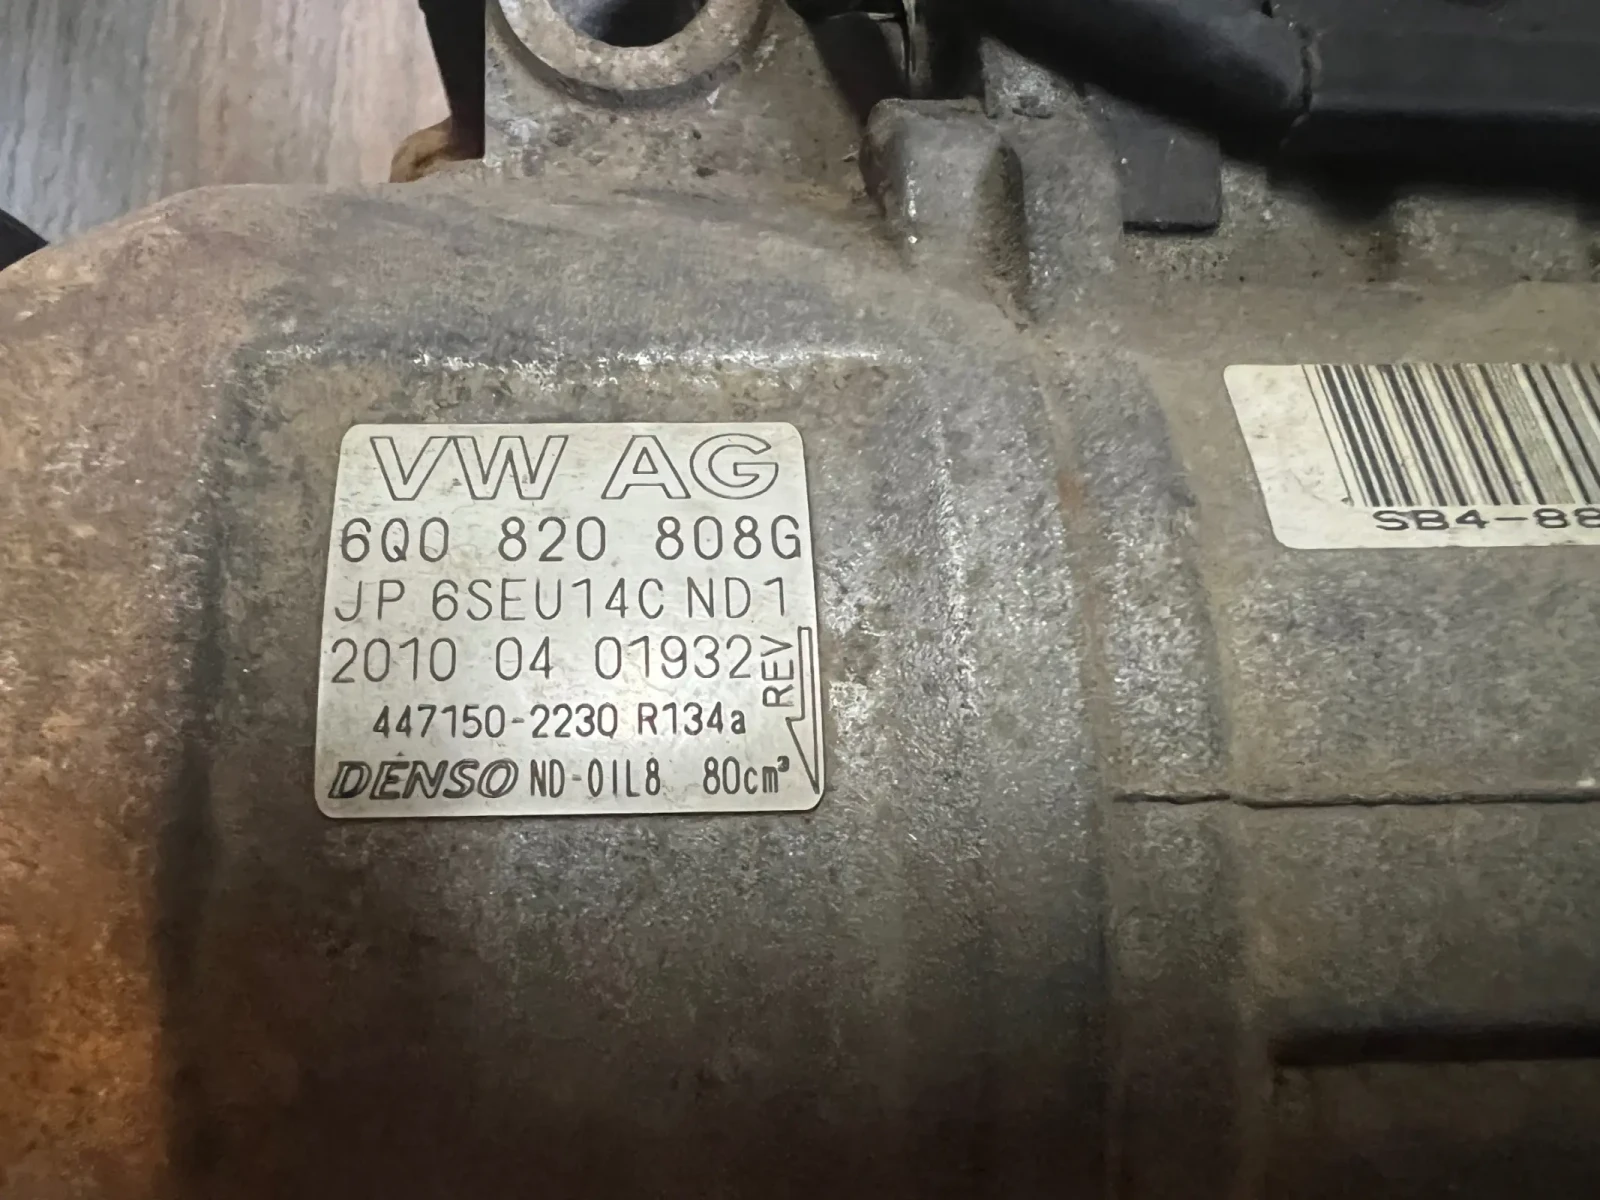 VW AG
6Q0 820 808G
JP 6SEU14C ND1
2010 04 01932
REV
447150-2230 R134a
DENSO ND-OIL8 80cm³
SB4-88